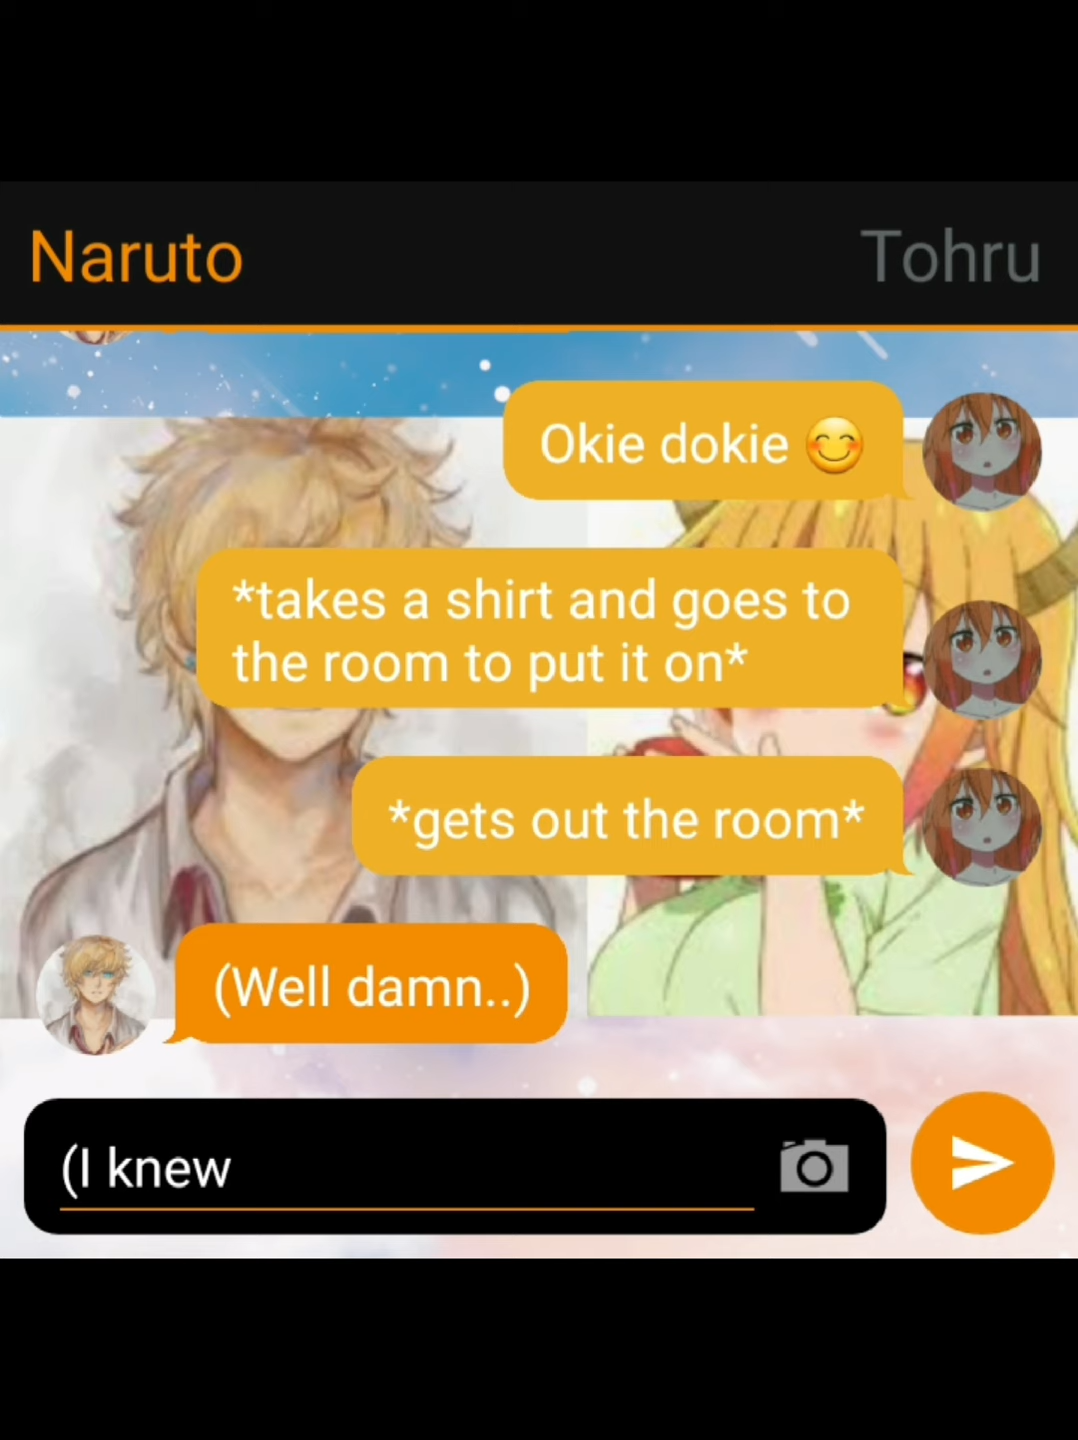 Naruto
Tohru
Okie dokie 😊
*takes a shirt and goes to
the room to put it on*
*gets out the room*
(Well damn..)
(I knew